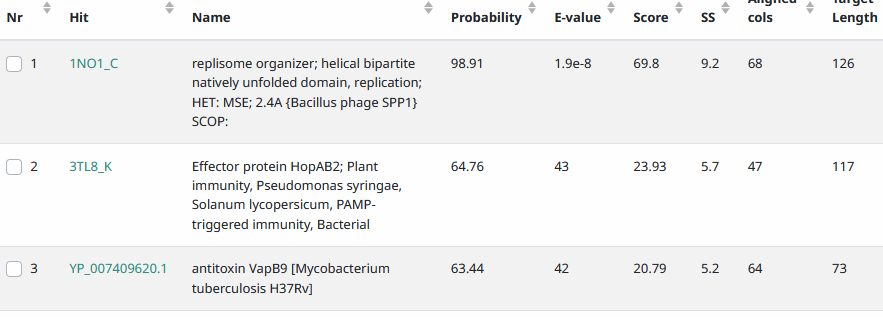 Nr Hit Name Probability E-value Score SS Aligned cols Target Length
1 1NO1_C replisome organizer; helical bipartite 98.91 1.9e-8 69.8 9.2 68 126
natively unfolded domain, replication;
HET: MSE; 2.4A {Bacillus phage SPP1}
SCOP:
2 3TL8_K Effector protein HopAB2; Plant 64.76 43 23.93 5.7 47 117
immunity, Pseudomonas syringae,
Solanum lycopersicum, PAMP-
triggered immunity, Bacterial
3 YP_007409620.1 antitoxin VapB9 [Mycobacterium 63.44 42 20.79 5.2 64 73
tuberculosis H37Rv]